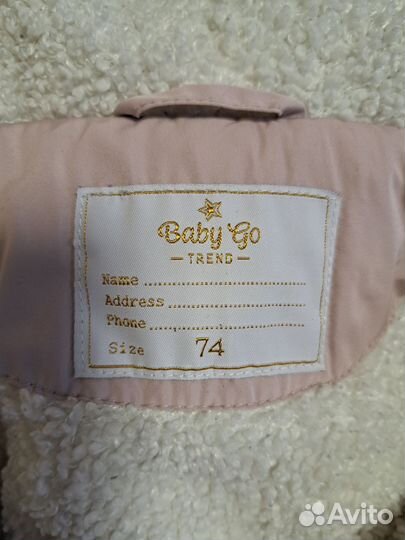 Baby Go
— TREND —
Name
Address
Phone
Size 74
Avito